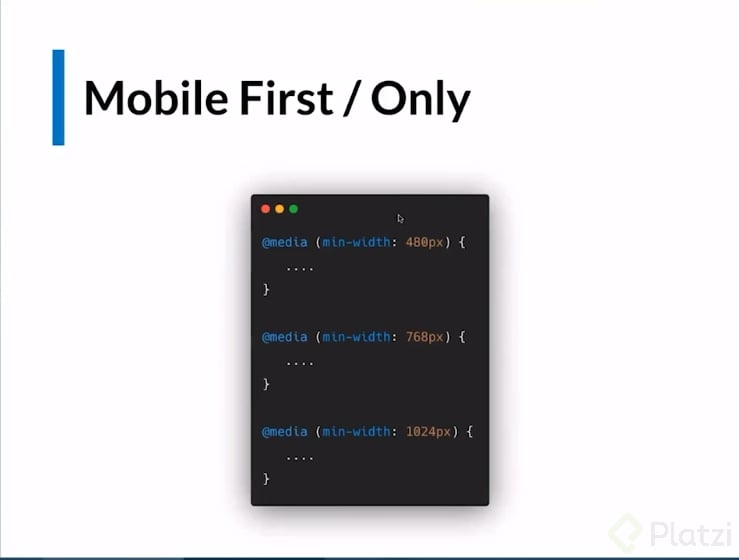 Mobile First / Only
@media (min-width: 480px) {
....
}
@media (min-width: 768px) {
....
}
@media (min-width: 1024px) {
....
}
Platzi